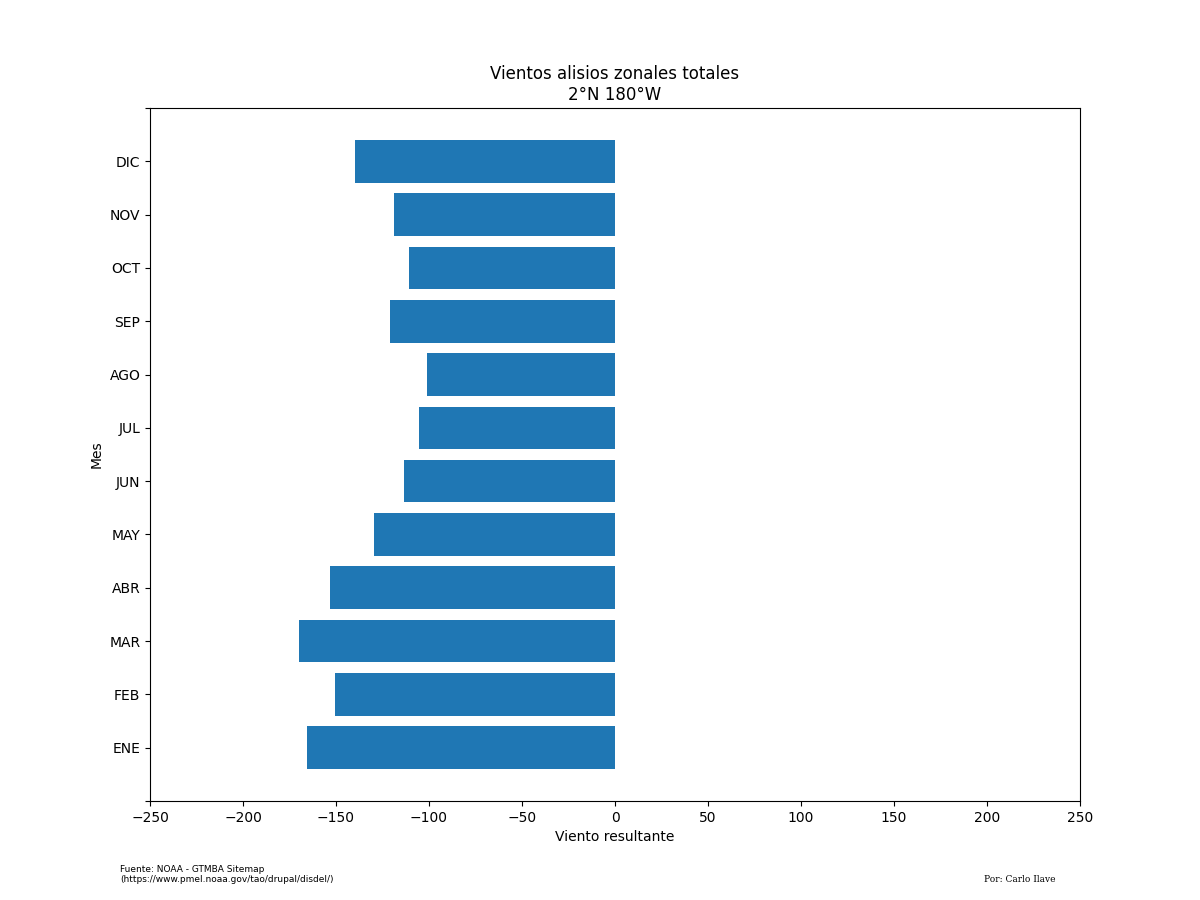 Vientos alisios zonales totales
2°N 180°W
DIC
NOV
OCT
SEP
AGO
JUL
JUN
MAY
ABR
MAR
FEB
ENE
Mes
−250 −200 −150 −100 −50 0 50 100 150 200 250
Viento resultante
Fuente: NOAA - GTMBA Sitemap
(https://www.pmel.noaa.gov/tao/drupal/disdel/)
Por: Carlo Ilave